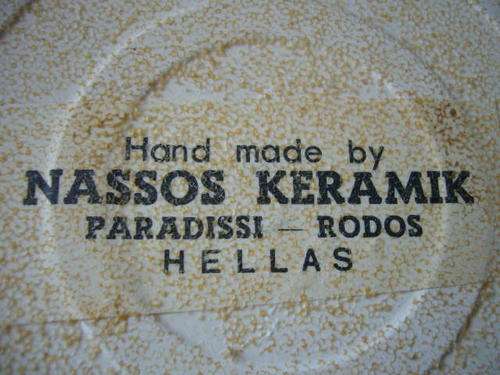 Hand made by
NASSOS KERAMIK
PARADISSI — RODOS
HELLAS